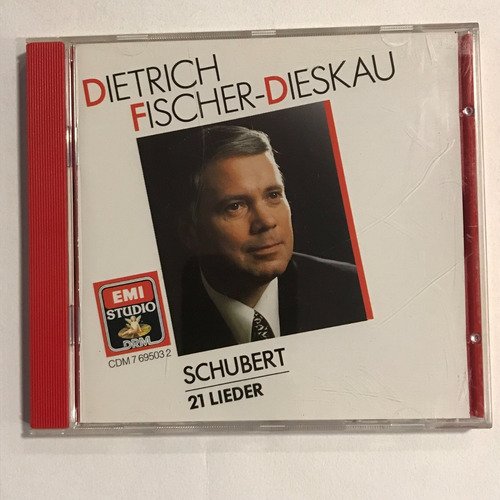 DIETRICH
FISCHER-DIESKAU
EMI
STUDIO
DRM
CDM 7 69503 2
SCHUBERT
21 LIEDER